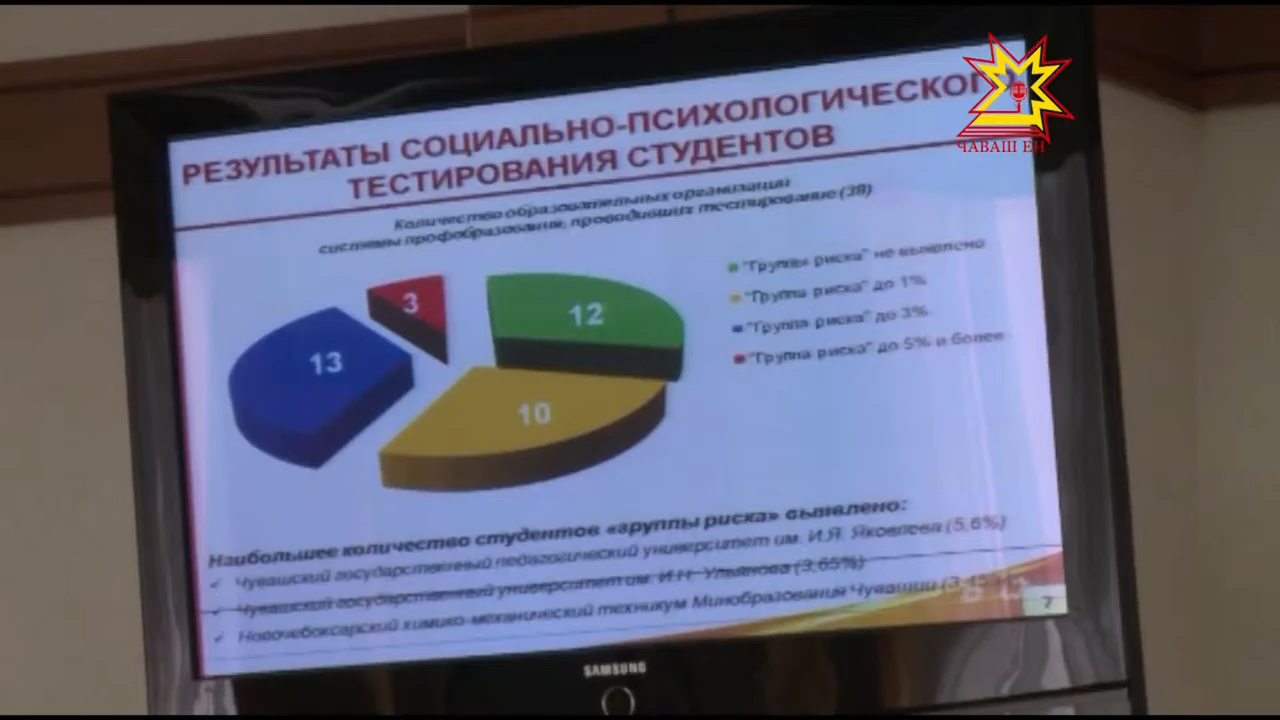 РЕЗУЛЬТАТЫ СОЦИАЛЬНО-ПСИХОЛОГИЧЕСКОГ
ТЕСТИРОВАНИЯ СТУДЕНТОВ
ЧАВАШ ЕН
Количество образовательных организаций
системы профобразования, проводивших тестирование (38)
"Группы риска" не выявлено
"Группа риска" до 1%
"Группа риска" до 3%
"Группа риска" до 5% и более
3
12
13
10
Наибольшее количество студентов «группы риска» выявлено:
✓ Чувашский государственный педагогический университет им. И.Я. Яковлева (5,6%)
✓ Чувашский государственный университет им. И.Н. Ульянова (3,65%)
✓ Новочебоксарский химико-механический техникум Минобразования Чувашии
7
SAMSUNG